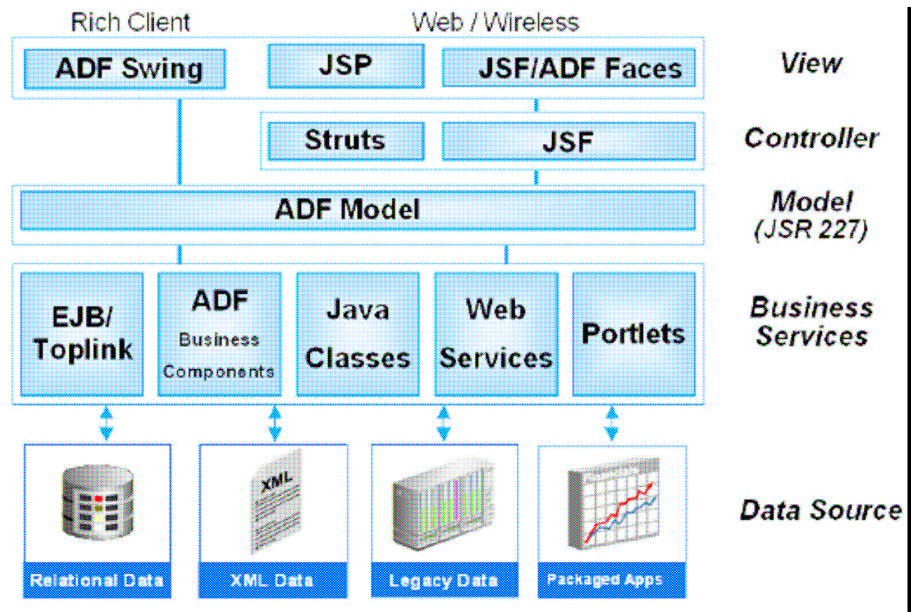 Rich Client
Web / Wireless
ADF Swing
JSP
JSF/ADF Faces
View
Struts
JSF
Controller
ADF Model
Model
(JSR 227)
EJB/
Toplink
ADF
Business
Components
Java
Classes
Web
Services
Portlets
Business
Services
XML
Relational Data
XML Data
Legacy Data
Packaged Apps
Data Source